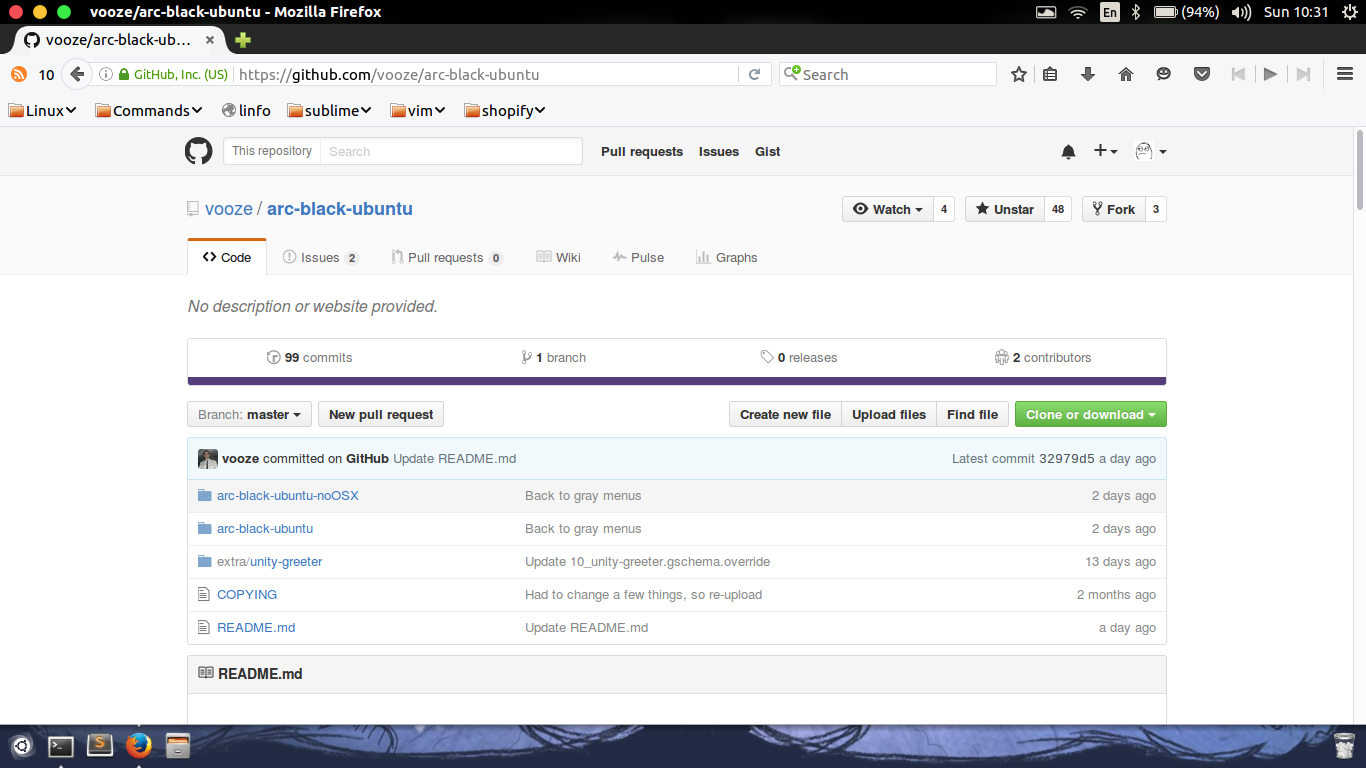 vooze/arc-black-ubuntu - Mozilla Firefox En (94%) Sun 10:31
vooze/arc-black-ub... ×
10 GitHub, Inc. (US) https://github.com/vooze/arc-black-ubuntu Search
Linux Commands linfo sublime vim shopify
This repository Search Pull requests Issues Gist
vooze / arc-black-ubuntu Watch 4 Unstar 48 Fork 3
Code Issues 2 Pull requests 0 Wiki Pulse Graphs
No description or website provided.
99 commits 1 branch 0 releases 2 contributors
Branch: master New pull request Create new file Upload files Find file Clone or download
vooze committed on GitHub Update README.md Latest commit 32979d5 a day ago
arc-black-ubuntu-noOSX Back to gray menus 2 days ago
arc-black-ubuntu Back to gray menus 2 days ago
extra/unity-greeter Update 10_unity-greeter.gschema.override 13 days ago
COPYING Had to change a few things, so re-upload 2 months ago
README.md Update README.md a day ago
README.md